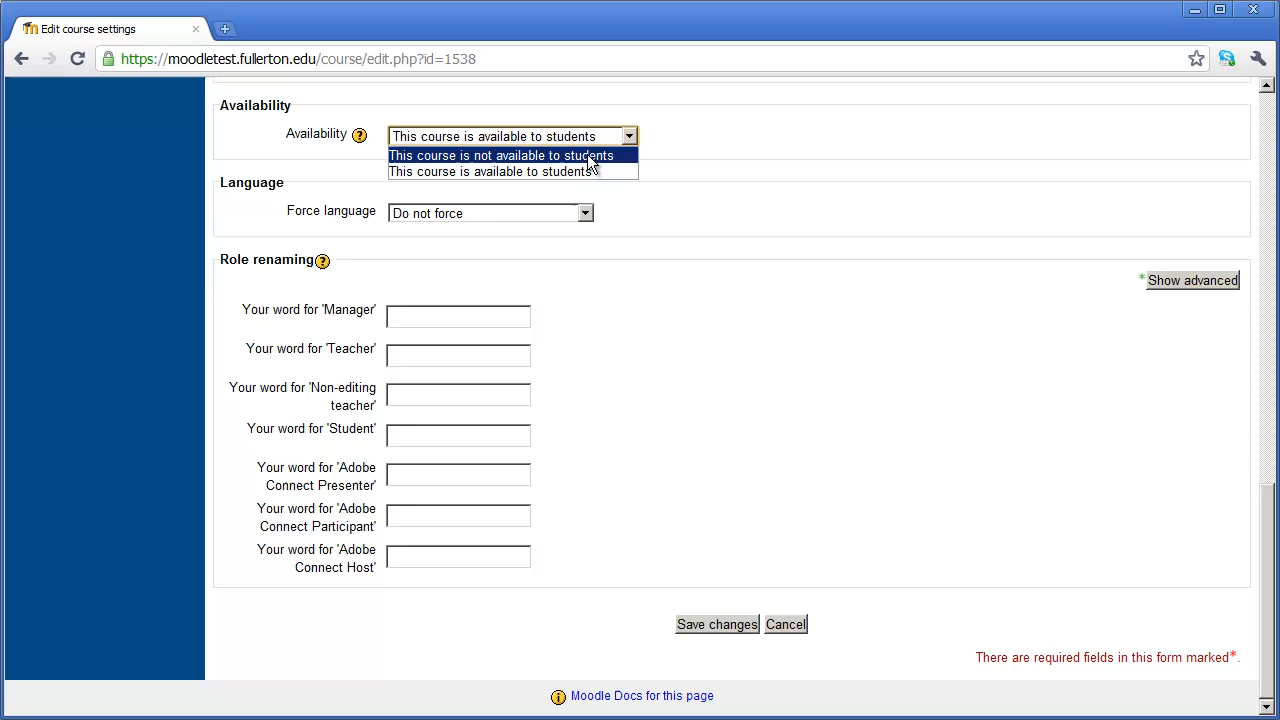 Edit course settings
https://moodletest.fullerton.edu/course/edit.php?id=1538
Availability
Availability
This course is available to students
This course is not available to students
This course is available to students
Language
Force language
Do not force
Role renaming
*Show advanced
Your word for 'Manager'
Your word for 'Teacher'
Your word for 'Non-editing
teacher'
Your word for 'Student'
Your word for 'Adobe
Connect Presenter'
Your word for 'Adobe
Connect Participant'
Your word for 'Adobe
Connect Host'
Save changes Cancel
There are required fields in this form marked*.
Moodle Docs for this page